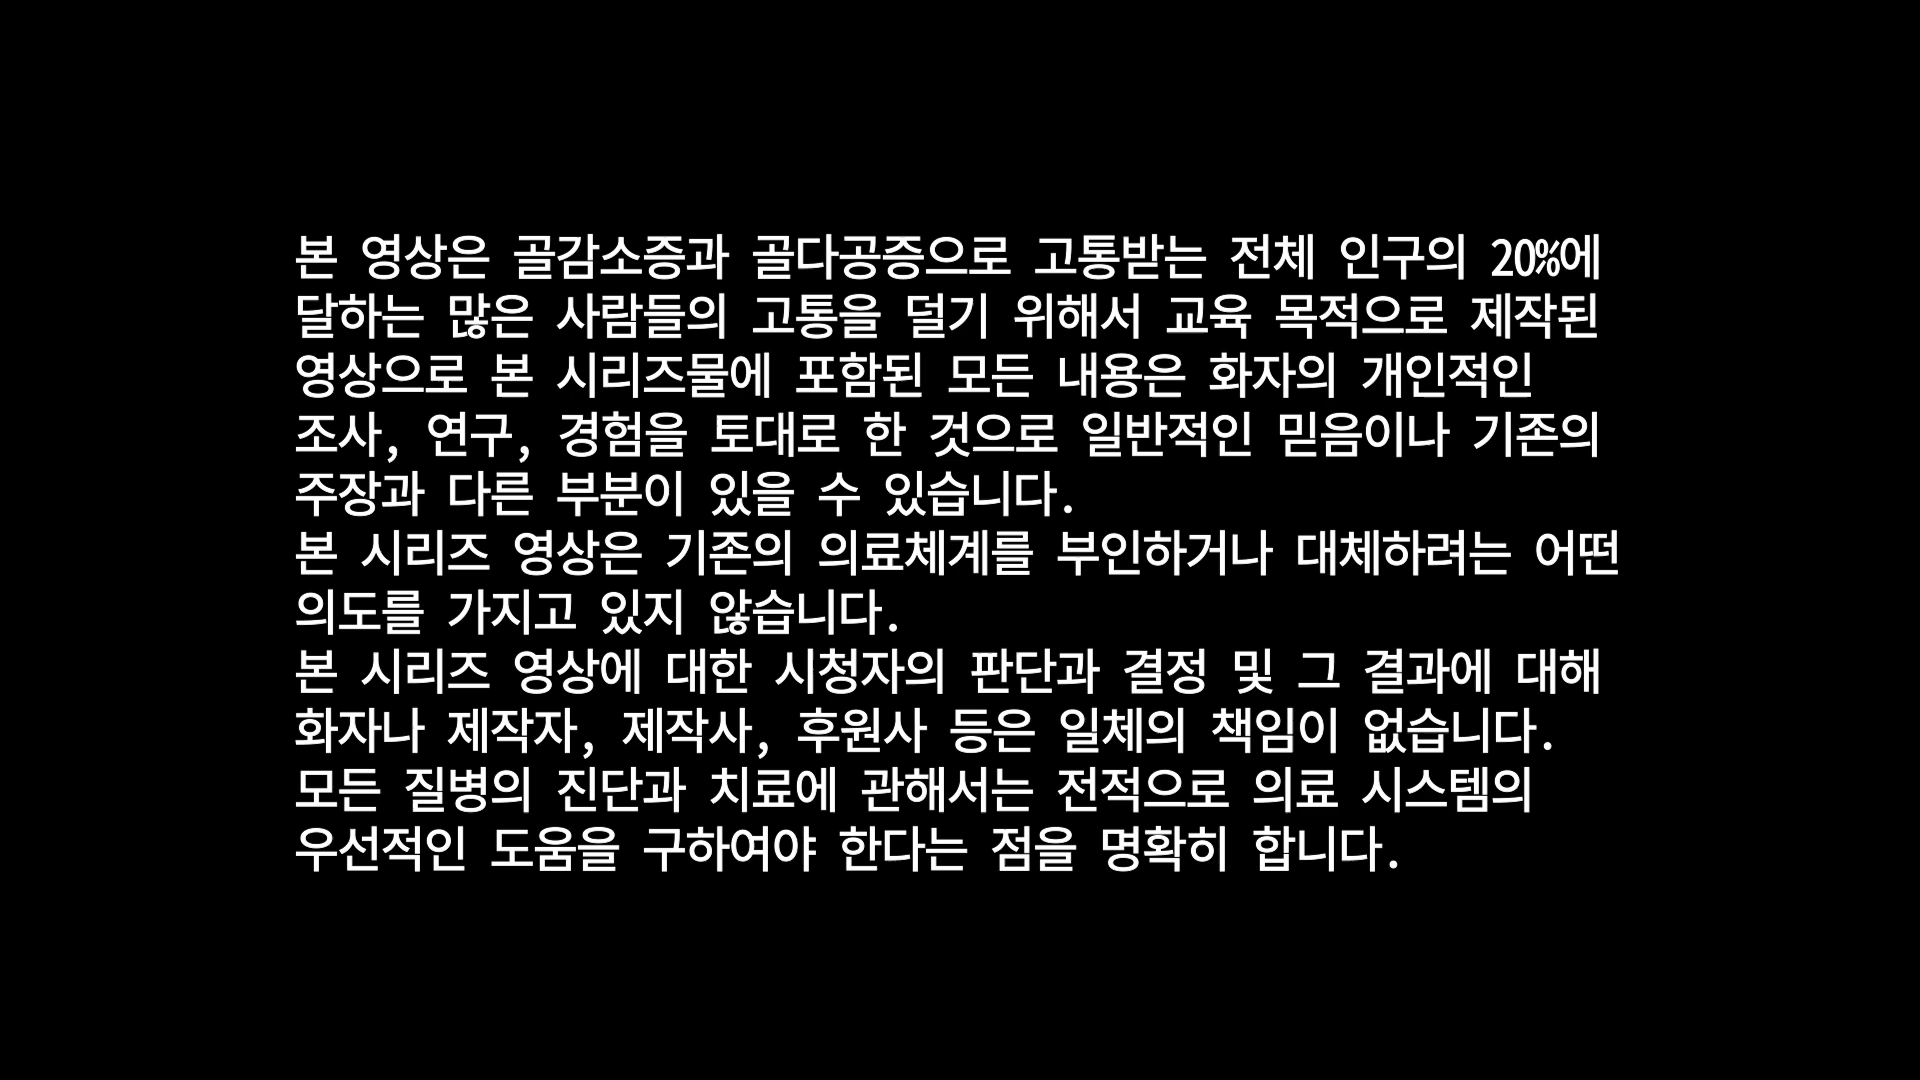 본 영상은 골감소증과 골다공증으로 고통받는 전체 인구의 20%에
달하는 많은 사람들의 고통을 덜기 위해서 교육 목적으로 제작된
영상으로 본 시리즈물에 포함된 모든 내용은 화자의 개인적인
조사, 연구, 경험을 토대로 한 것으로 일반적인 믿음이나 기존의
주장과 다른 부분이 있을 수 있습니다.
본 시리즈 영상은 기존의 의료체계를 부인하거나 대체하려는 어떤
의도를 가지고 있지 않습니다.
본 시리즈 영상에 대한 시청자의 판단과 결정 및 그 결과에 대해
화자나 제작자, 제작사, 후원사 등은 일체의 책임이 없습니다.
모든 질병의 진단과 치료에 관해서는 전적으로 의료 시스템의
우선적인 도움을 구하여야 한다는 점을 명확히 합니다.